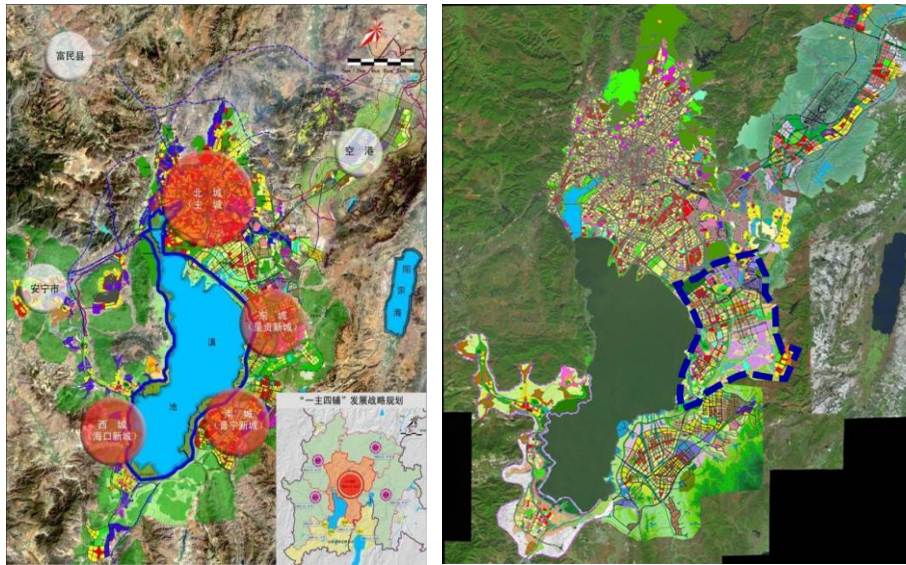 富民县
空 港
北 城
（主 城）
安宁市
阳
宗
海
东 城
（呈贡新城）
滇
池
“一主四辅”发展战略规划
西 城
（海口新城）
南 城
（晋宁新城）